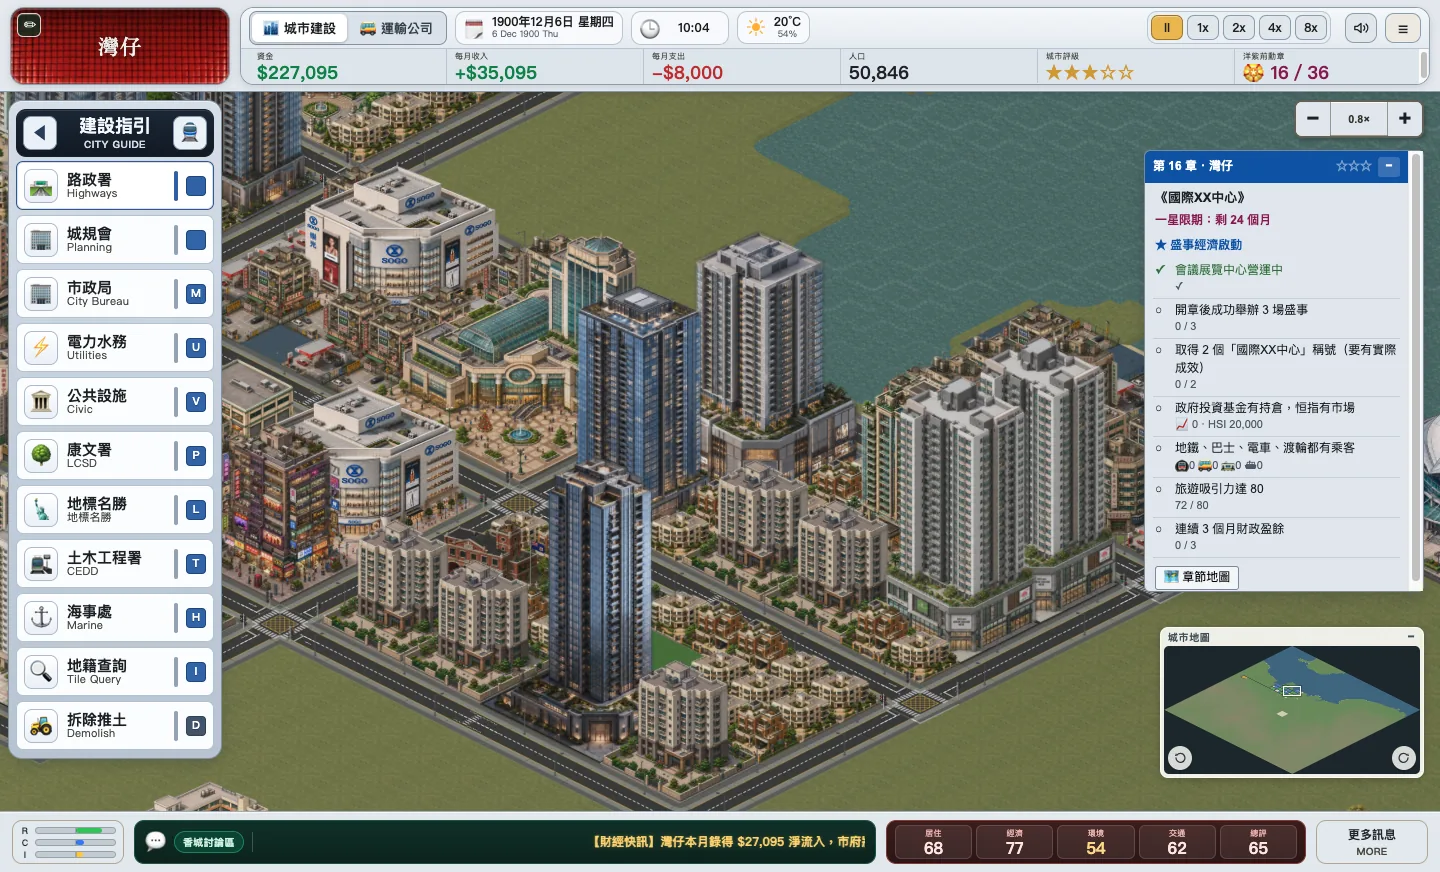 灣仔
城市建設
運輸公司
1900年12月6日 星期四
6 Dec 1900 Thu
10:04
20°C
54%
II
1x
2x
4x
8x
資金
$227,095
每月收入
+$35,095
每月支出
−$8,000
人口
50,846
城市評級
★★★☆☆
洋紫荊勳章
16 / 36
建設指引
CITY GUIDE
路政署
Highways
城規會
Planning
市政局
City Bureau
M
電力水務
Utilities
U
公共設施
Civic
V
康文署
LCSD
P
地標名勝
地標名勝
L
土木工程署
CEDD
T
海事處
Marine
H
地籍查詢
Tile Query
I
拆除推土
Demolish
D
SOGO
SOGO
SOGO
SOGO
SOGO
SOGO
0.8×
第 16 章 · 灣仔
☆☆☆
《國際XX中心》
一星限期：剩 24 個月
★ 盛事經濟啟動
✓ 會議展覽中心營運中
✓
○ 開章後成功舉辦 3 場盛事
0 / 3
○ 取得 2 個「國際XX中心」稱號（要有實際
成效）
0 / 2
○ 政府投資基金有持倉，恒指有市場
0 · HSI 20,000
○ 地鐵、巴士、電車、渡輪都有乘客
0 0 0 0
○ 旅遊吸引力達 80
72 / 80
○ 連續 3 個月財政盈餘
0 / 3
章節地圖
城市地圖
R
C
I
香城討論區
【財經快訊】灣仔本月錄得 $27,095 淨流入，市府
居住
68
經濟
77
環境
54
交通
62
總評
65
更多訊息
MORE